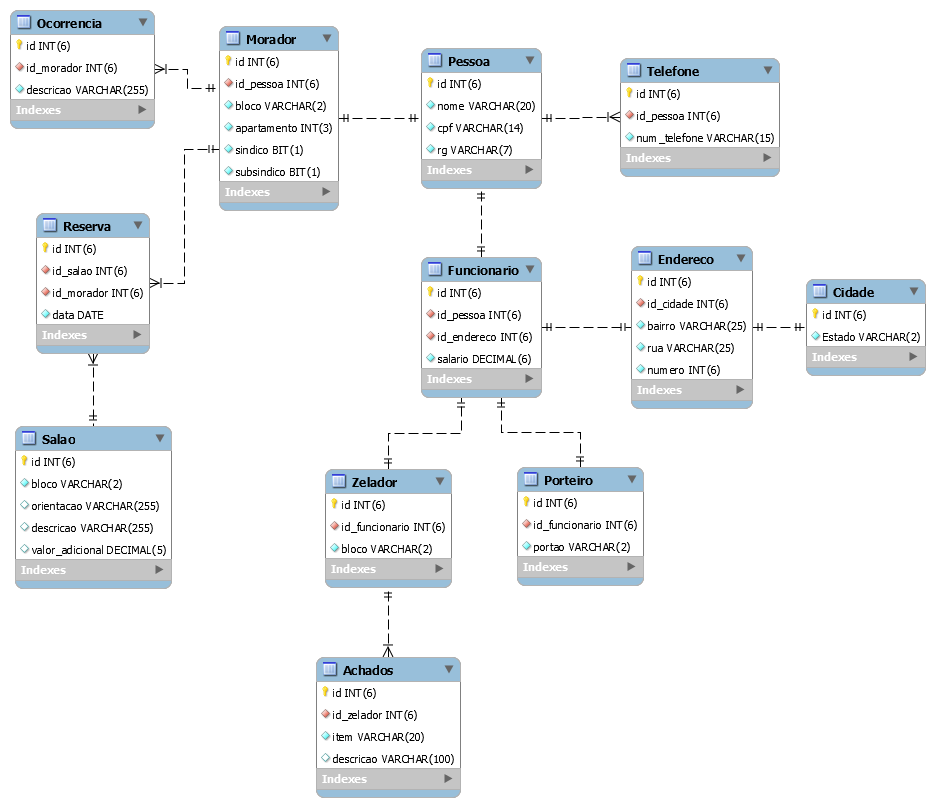 Ocorrencia
id INT(6)
id_morador INT(6)
descricao VARCHAR(255)
Indexes
Morador
id INT(6)
id_pessoa INT(6)
bloco VARCHAR(2)
apartamento INT(3)
sindico BIT(1)
subsindico BIT(1)
Indexes
Pessoa
id INT(6)
nome VARCHAR(20)
cpf VARCHAR(14)
rg VARCHAR(7)
Indexes
Telefone
id INT(6)
id_pessoa INT(6)
num_telefone VARCHAR(15)
Indexes
Reserva
id INT(6)
id_salao INT(6)
id_morador INT(6)
data DATE
Indexes
Funcionario
id INT(6)
id_pessoa INT(6)
id_endereco INT(6)
salario DECIMAL(6)
Indexes
Endereco
id INT(6)
id_cidade INT(6)
bairro VARCHAR(25)
rua VARCHAR(25)
numero INT(6)
Indexes
Cidade
id INT(6)
Estado VARCHAR(2)
Indexes
Salao
id INT(6)
bloco VARCHAR(2)
orientacao VARCHAR(255)
descricao VARCHAR(255)
valor_adicional DECIMAL(5)
Indexes
Zelador
id INT(6)
id_funcionario INT(6)
bloco VARCHAR(2)
Indexes
Porteiro
id INT(6)
id_funcionario INT(6)
portao VARCHAR(2)
Indexes
Achados
id INT(6)
id_zelador INT(6)
item VARCHAR(20)
descricao VARCHAR(100)
Indexes